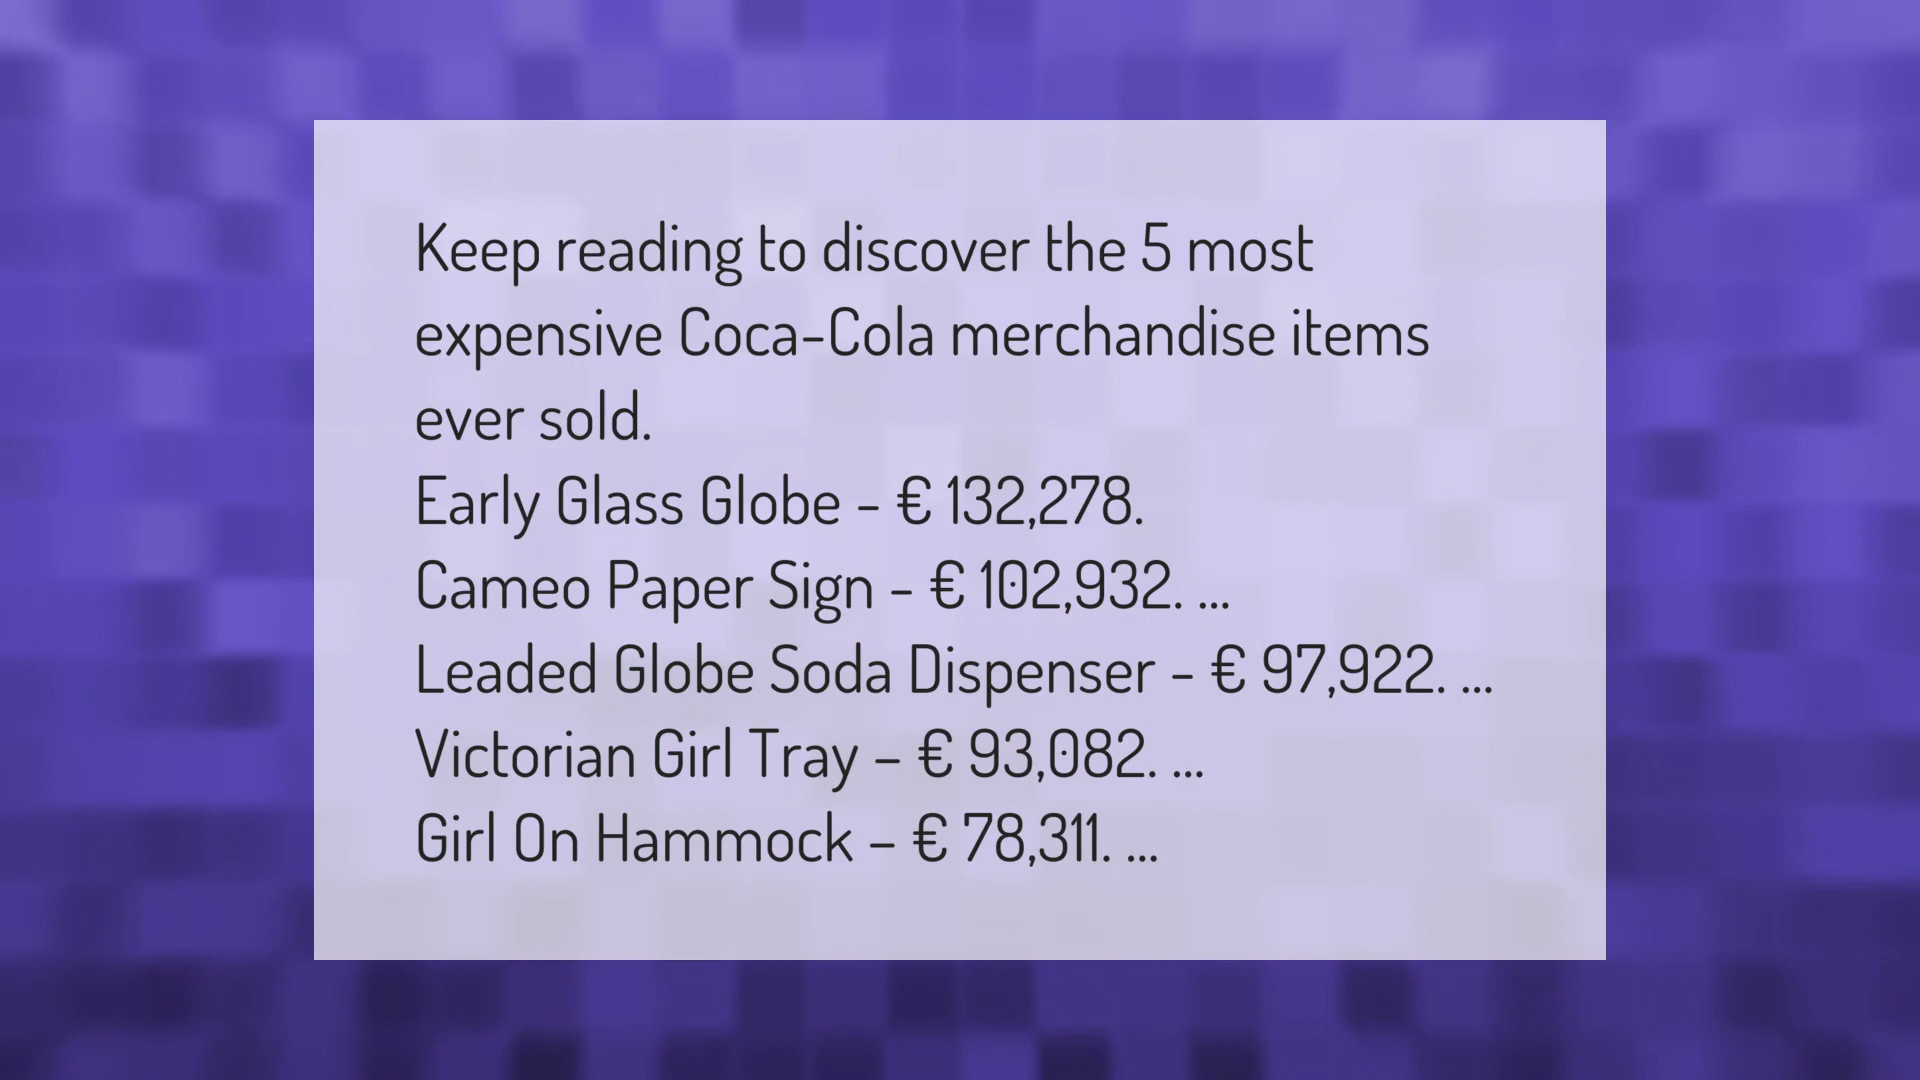 Keep reading to discover the 5 most
expensive Coca-Cola merchandise items
ever sold.
Early Glass Globe - € 132,278.
Cameo Paper Sign - € 102,932. ...
Leaded Globe Soda Dispenser - € 97,922. ...
Victorian Girl Tray – € 93,082. ...
Girl On Hammock – € 78,311. ...